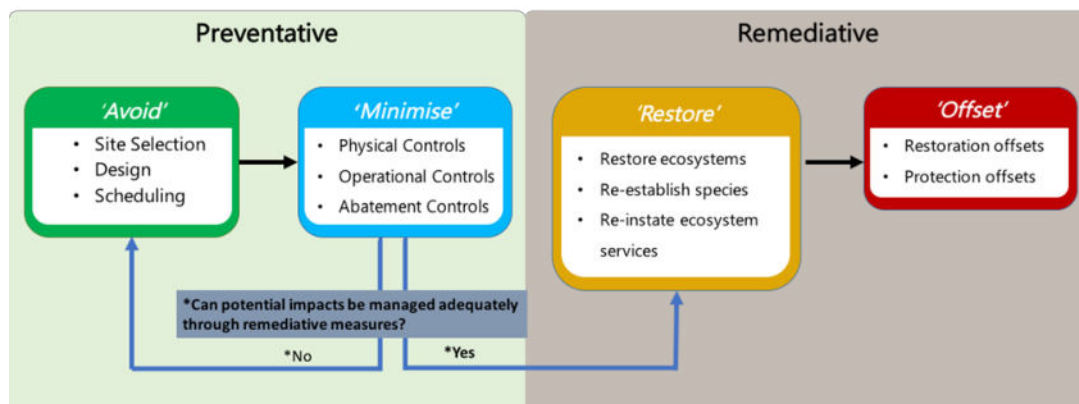 Preventative
Remediative
'Avoid'
• Site Selection
• Design
• Scheduling
'Minimise'
• Physical Controls
• Operational Controls
• Abatement Controls
'Restore'
• Restore ecosystems
• Re-establish species
• Re-instate ecosystem
services
'Offset'
• Restoration offsets
• Protection offsets
*Can potential impacts be managed adequately
through remediative measures?
*No
*Yes